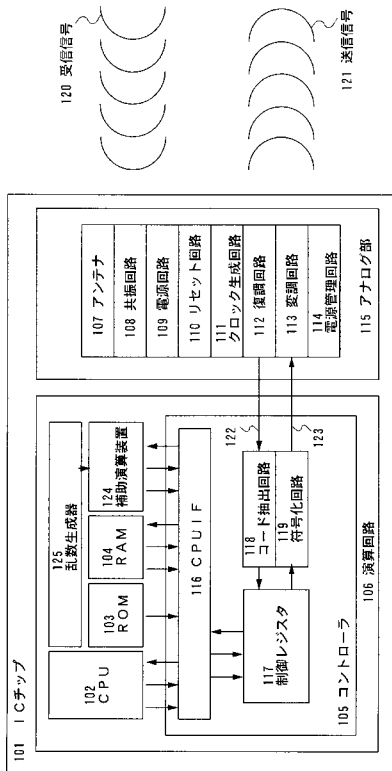 101 ICチップ
102
CPU
103
ROM
104
RAM
125
乱数生成器
124
補助演算装置
116 CPUIF
117
制御レジスタ
118
コード抽出回路
119
符号化回路
105 コントローラ
106 演算回路
122
123
107 アンテナ
108 共振回路
109 電源回路
110 リセット回路
111
クロック生成回路
112 復調回路
113 変調回路
114
電源管理回路
115 アナログ部
120 受信信号
121 送信信号